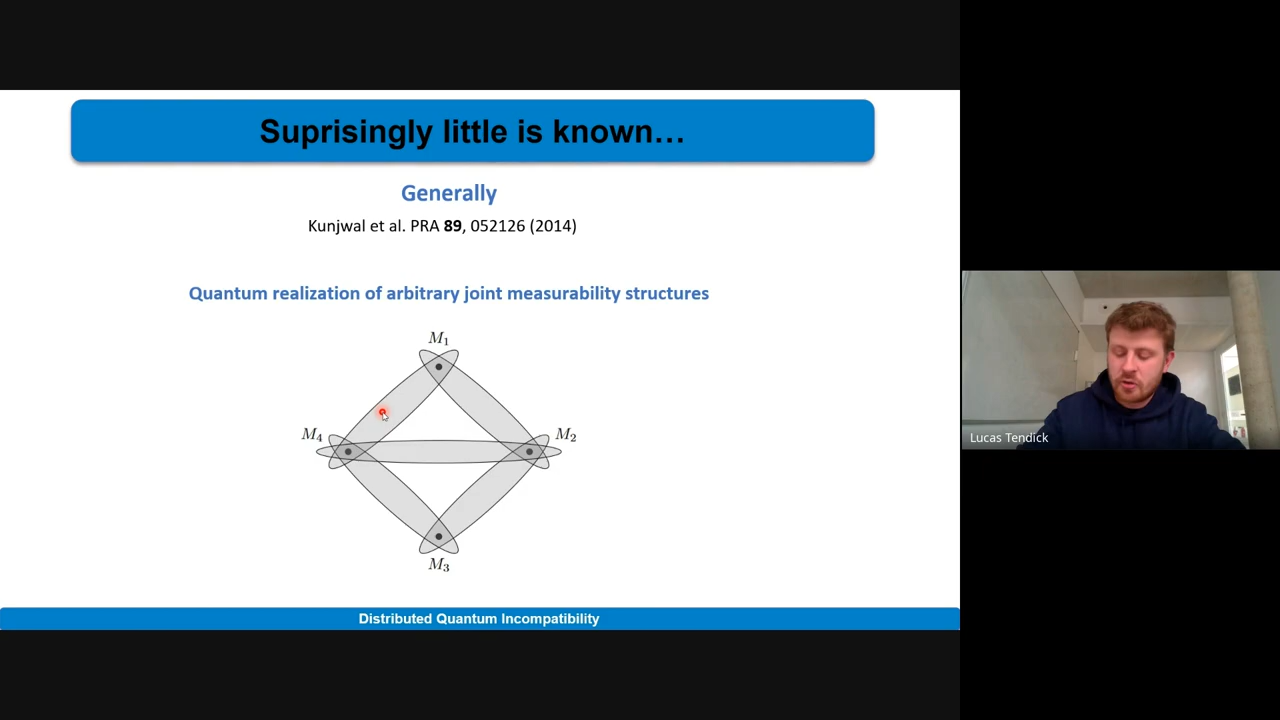 Suprisingly little is known...
Generally
Kunjwal et al. PRA 89, 052126 (2014)
Quantum realization of arbitrary joint measurability structures
M₁
M₄
M₂
M₃
Lucas Tendick
Distributed Quantum Incompatibility